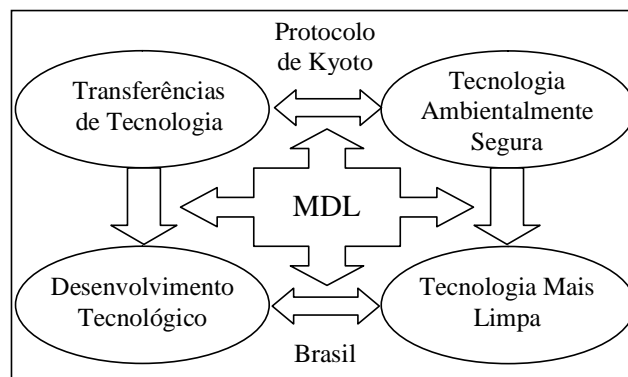 Protocolo
de Kyoto
Transferências
de Tecnologia
Tecnologia
Ambientalmente
Segura
MDL
Desenvolvimento
Tecnológico
Tecnologia Mais
Limpa
Brasil